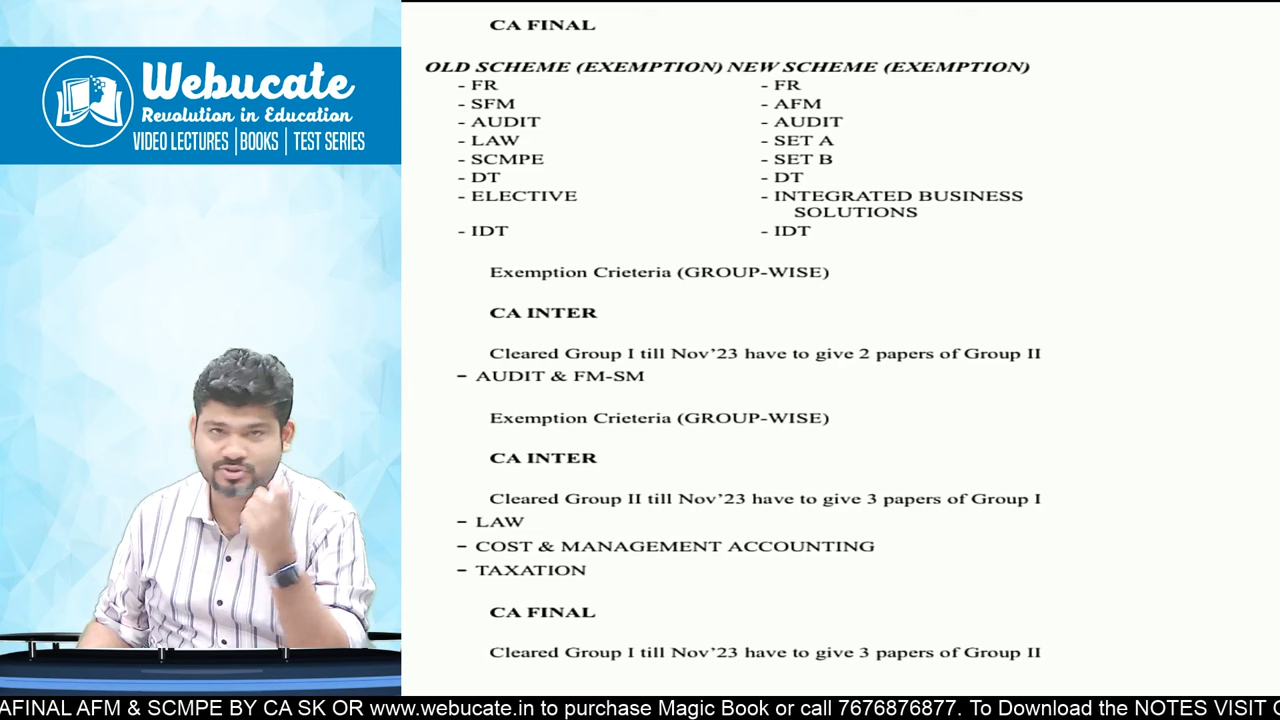 Webucate
Revolution in Education
VIDEO LECTURES | BOOKS | TEST SERIES
CA FINAL
OLD SCHEME (EXEMPTION) NEW SCHEME (EXEMPTION)
- FR - FR
- SFM - AFM
- AUDIT - AUDIT
- LAW - SET A
- SCMPE - SET B
- DT - DT
- ELECTIVE - INTEGRATED BUSINESS
SOLUTIONS
- IDT - IDT
Exemption Crieteria (GROUP-WISE)
CA INTER
Cleared Group I till Nov'23 have to give 2 papers of Group II
- AUDIT & FM-SM
Exemption Crieteria (GROUP-WISE)
CA INTER
Cleared Group II till Nov'23 have to give 3 papers of Group I
- LAW
- COST & MANAGEMENT ACCOUNTING
- TAXATION
CA FINAL
Cleared Group I till Nov'23 have to give 3 papers of Group II
AFINAL AFM & SCMPE BY CA SK OR www.webucate.in to purchase Magic Book or call 7676876877. To Download the NOTES VISIT